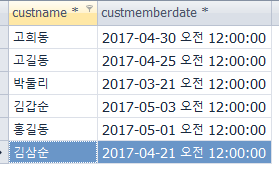 custname * custmemberdate *
고희동 2017-04-30 오전 12:00:00
고길동 2017-04-25 오전 12:00:00
박둘리 2017-03-21 오전 12:00:00
김갑순 2017-05-03 오전 12:00:00
홍길동 2017-05-01 오전 12:00:00
김삼순 2017-04-21 오전 12:00:00